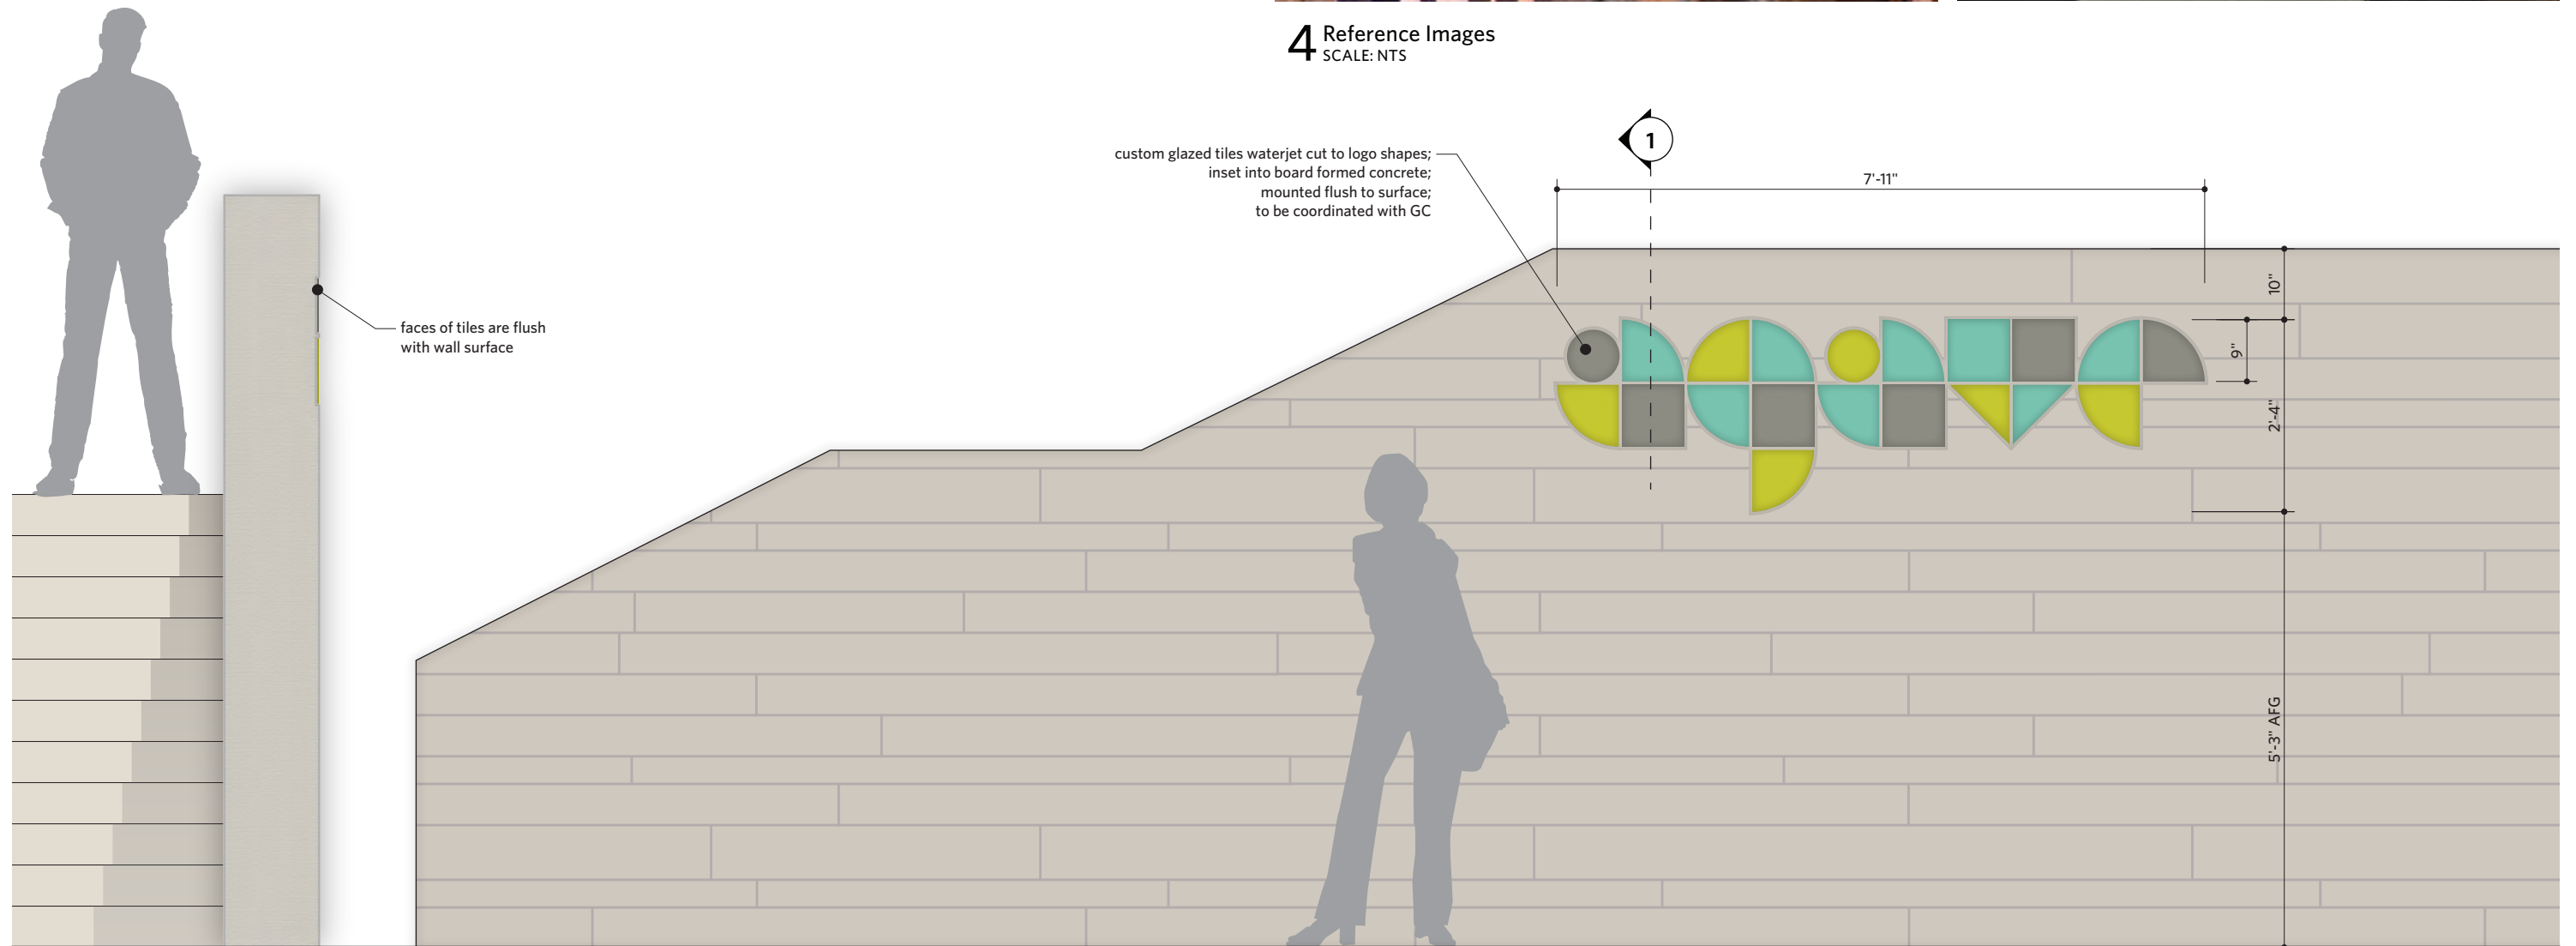 4 Reference Images
SCALE: NTS
1
custom glazed tiles waterjet cut to logo shapes;
inset into board formed concrete;
mounted flush to surface;
to be coordinated with GC
7'-11"
10"
9"
2'-4"
5'-3" AFG
faces of tiles are flush
with wall surface